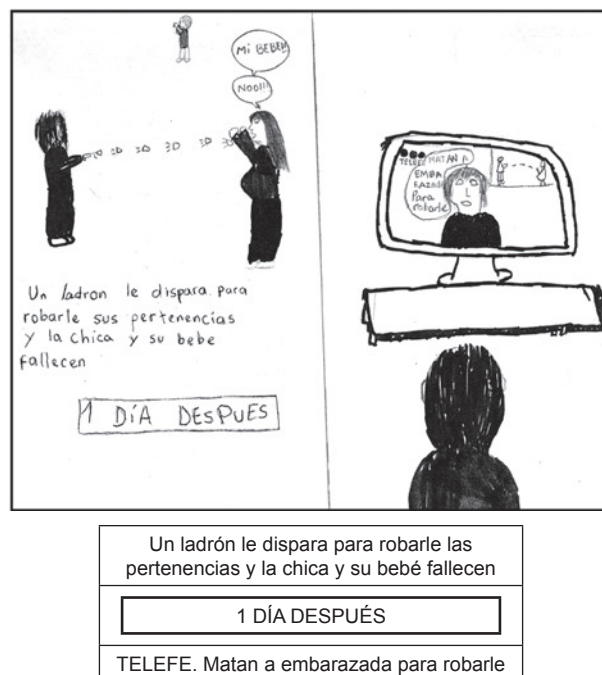 Mi BEBE!!
NOO!!!
Un ladron le dispara para
robarle sus pertenencias
y la chica y su bebe
fallecen
1 DÍA DESPUES
TELEFE MATAN A
EMBA
RAZADA
Para
robarle
Un ladrón le dispara para robarle las
pertenencias y la chica y su bebé fallecen
1 DÍA DESPUÉS
TELEFE. Matan a embarazada para robarle